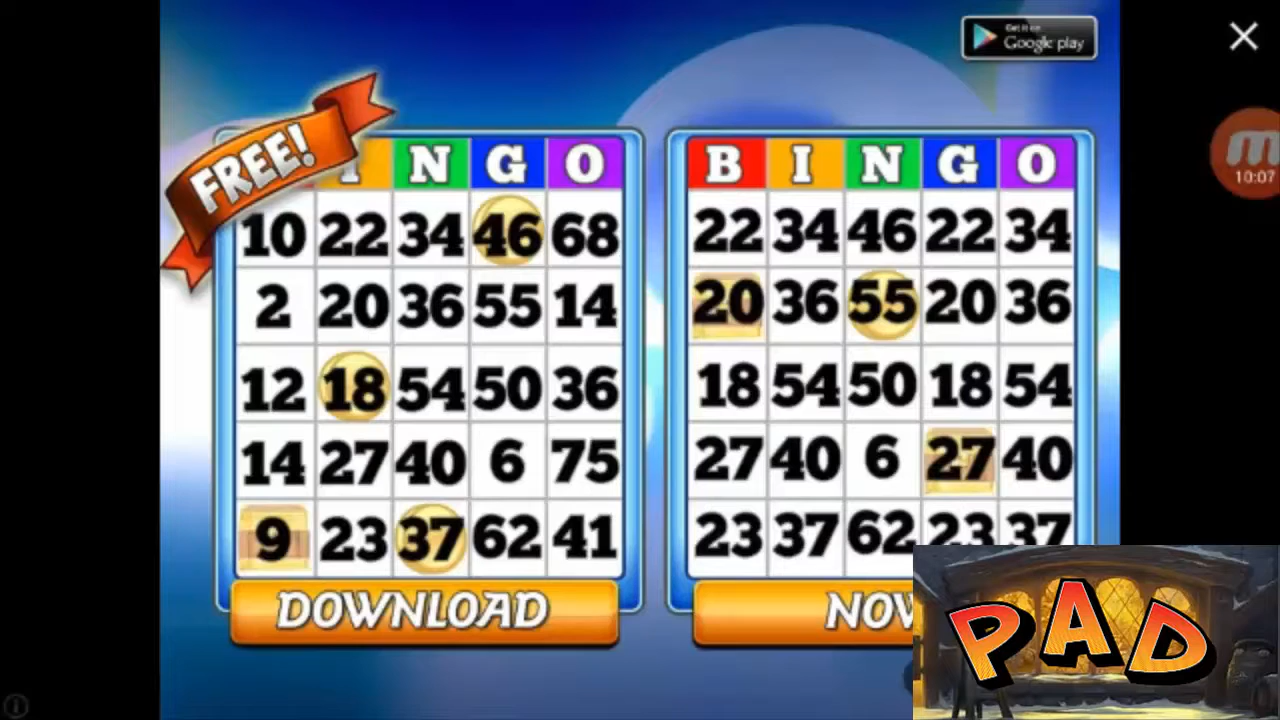 Get it on
Google play
10:07
FREE!
I N G O
10 22 34 46 68
2 20 36 55 14
12 18 54 50 36
14 27 40 6 75
9 23 37 62 41
DOWNLOAD
B I N G O
22 34 46 22 34
20 36 55 20 36
18 54 50 18 54
27 40 6 27 40
23 37 62 23 37
NOW
PAD